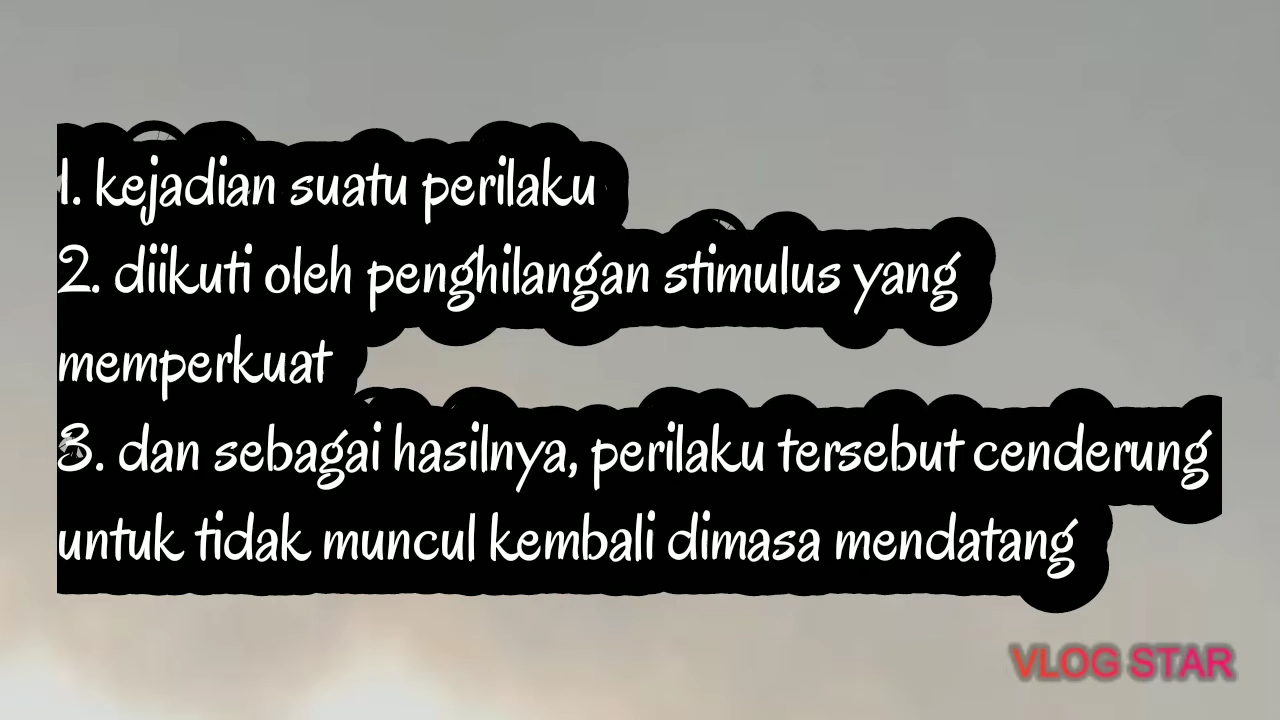 1. kejadian suatu perilaku
2. diikuti oleh penghilangan stimulus yang
memperkuat
3. dan sebagai hasilnya, perilaku tersebut cenderung
untuk tidak muncul kembali dimasa mendatang
VLOG STAR